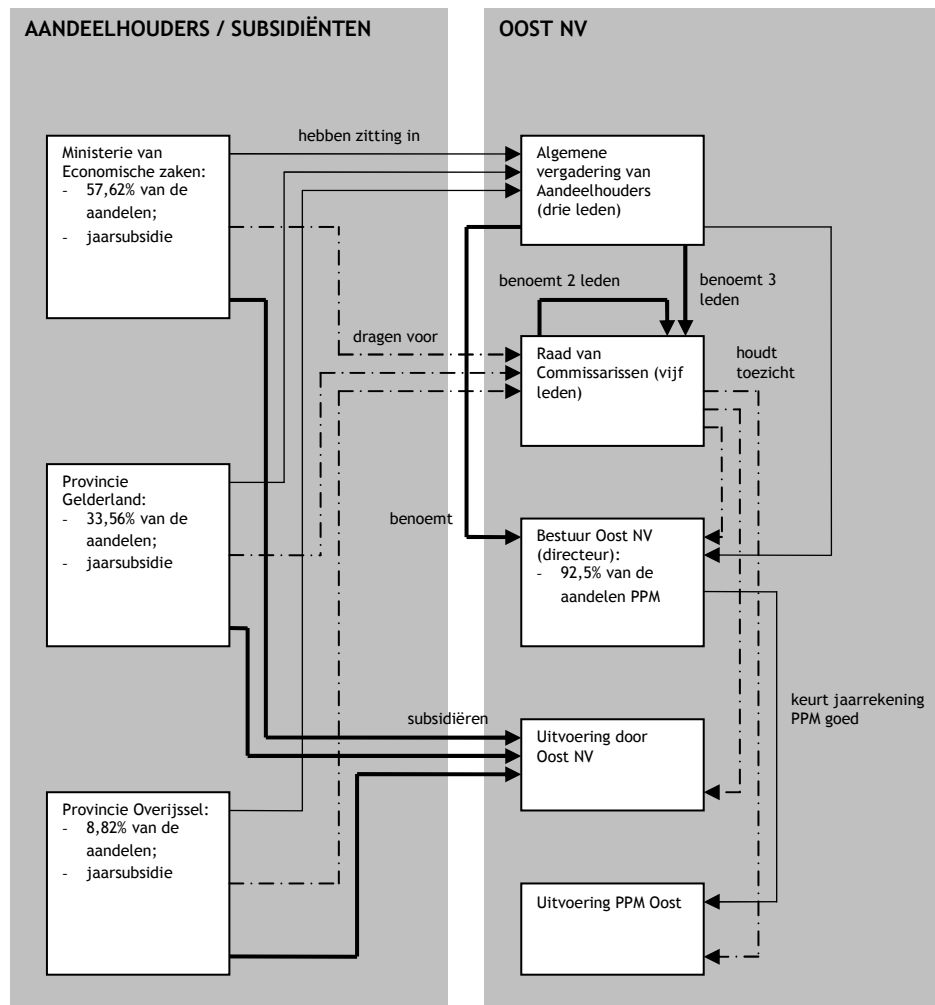 AANDEELHOUDERS / SUBSIDIËNTEN
OOST NV
hebben zitting in
Ministerie van
Economische zaken:
- 57,62% van de
aandelen;
- jaarsubsidie
Algemene
vergadering van
Aandeelhouders
(drie leden)
benoemt 2 leden
benoemt 3
leden
dragen voor
Raad van
Commissarissen (vijf
leden)
houdt
toezicht
Provincie
Gelderland:
- 33,56% van de
aandelen;
- jaarsubsidie
benoemt
Bestuur Oost NV
(directeur):
- 92,5% van de
aandelen PPM
keurt jaarrekening
PPM goed
subsidiëren
Uitvoering door
Oost NV
Provincie Overijssel:
- 8,82% van de
aandelen;
- jaarsubsidie
Uitvoering PPM Oost